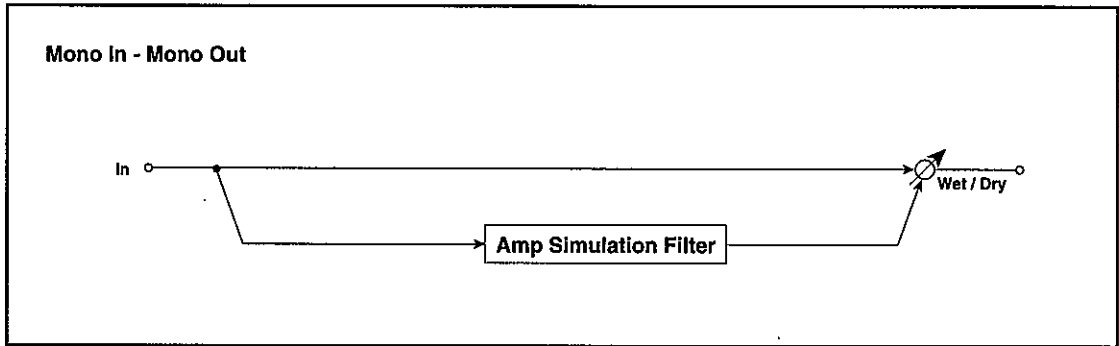 Mono In - Mono Out
In
Wet / Dry
Amp Simulation Filter